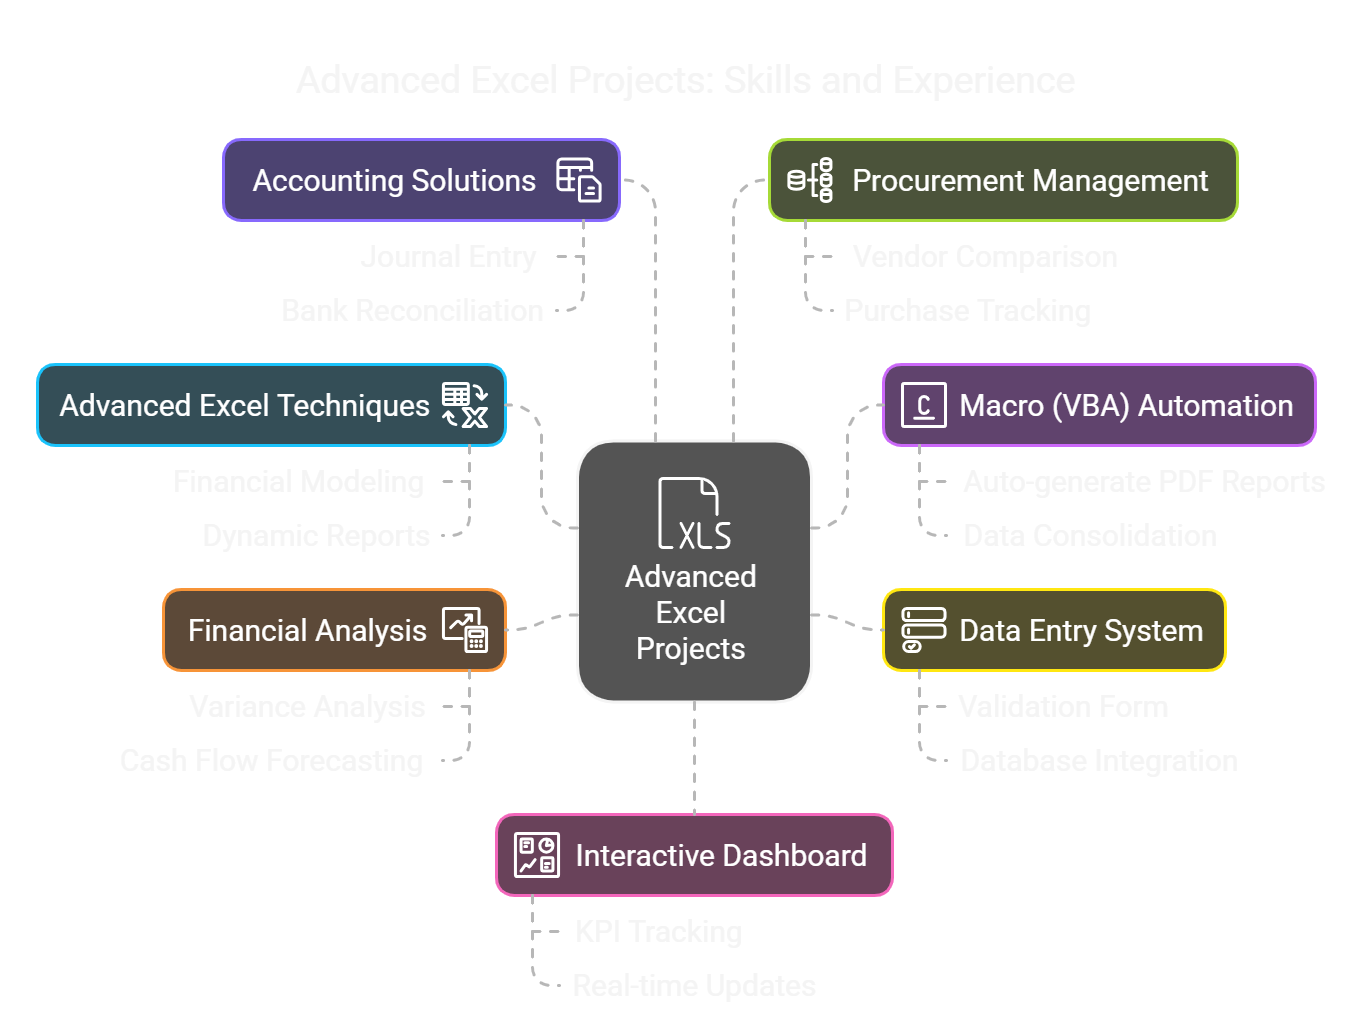 Advanced Excel Projects: Skills and Experience
Accounting Solutions
Journal Entry
Bank Reconciliation
Procurement Management
Vendor Comparison
Purchase Tracking
Advanced Excel Techniques
Financial Modeling
Dynamic Reports
Macro (VBA) Automation
C
Auto-generate PDF Reports
Data Consolidation
XLS
Advanced
Excel
Projects
Financial Analysis
Variance Analysis
Cash Flow Forecasting
Data Entry System
Validation Form
Database Integration
Interactive Dashboard
KPI Tracking
Real-time Updates